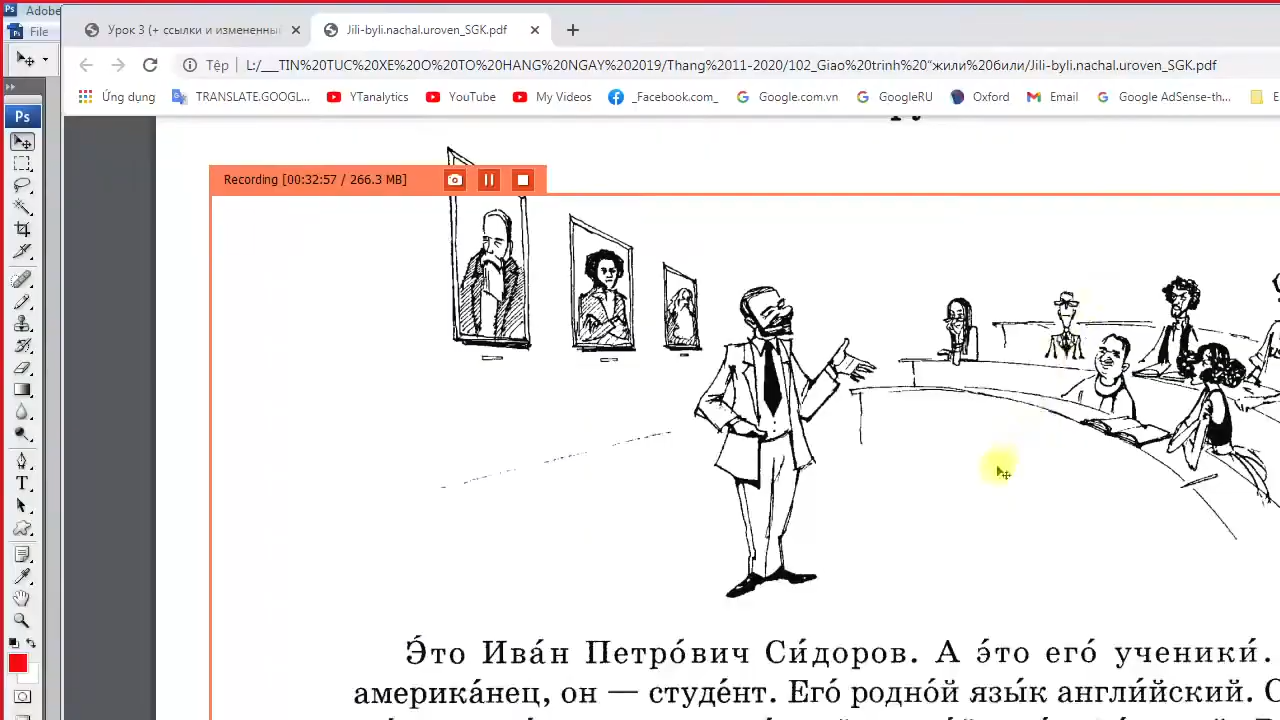 Adobe
File
Урок 3 (+ ссылки и измененны
Jili-byli.nachal.uroven_SGK.pdf
Tệp
L:/___TIN%20TUC%20XE%20O%20TO%20HANG%20NGAY%202019/Thang%2011-2020/102_Giao%20trinh%20"жили%20били/Jili-byli.nachal.uroven_SGK.pdf
Ứng dụng
TRANSLATE.GOOGL...
YTanalytics
YouTube
My Videos
_Facebook.com_
Google.com.vn
GoogleRU
Oxford
Email
Google AdSense-th...
E
Ps
Recording [00:32:57 / 266.3 MB]
Э́то Ива́н Петро́вич Си́доров. А э́то его́ ученики́.
америка́нец, он — студе́нт. Его́ родно́й язы́к англи́йский. С